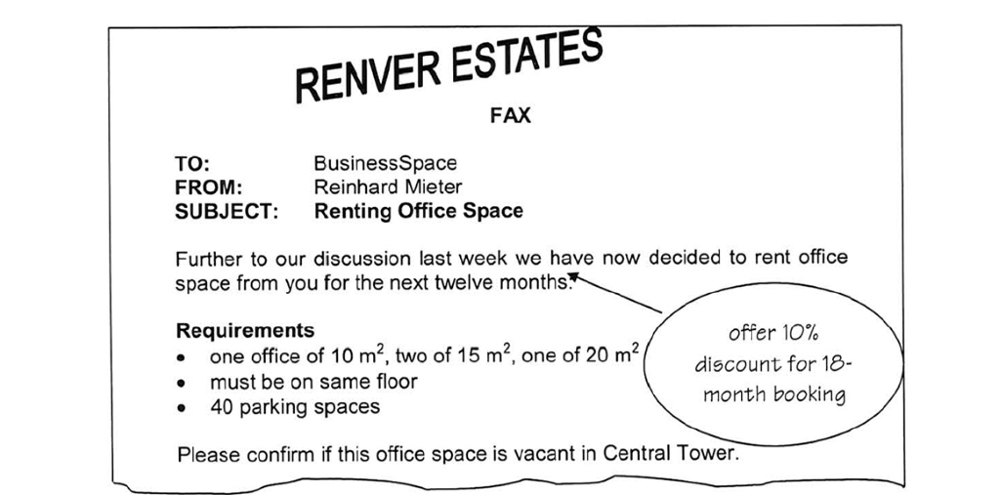 RENVER ESTATES
FAX
TO: BusinessSpace
FROM: Reinhard Mieter
SUBJECT: Renting Office Space
Further to our discussion last week we have now decided to rent office
space from you for the next twelve months.
Requirements
• one office of 10 m², two of 15 m², one of 20 m²
• must be on same floor
• 40 parking spaces
offer 10%
discount for 18-
month booking
Please confirm if this office space is vacant in Central Tower.